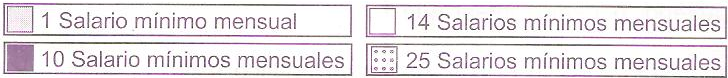 1 Salario mínimo mensual
14 Salarios mínimos mensuales
10 Salario mínimos mensuales
25 Salarios mínimos mensuales